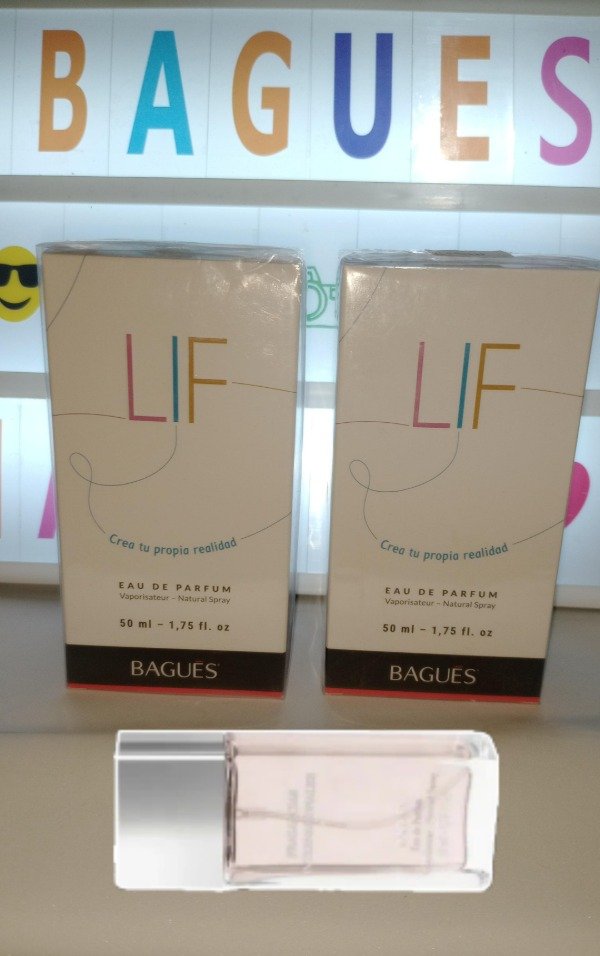 BAGUES
LIF
Crea tu propia realidad
EAU DE PARFUM
Vaporisateur – Natural Spray
50 ml – 1,75 fl. oz
BAGUÉS
LIF
Crea tu propia realidad
EAU DE PARFUM
Vaporisateur – Natural Spray
50 ml – 1,75 fl. oz
BAGUÉS